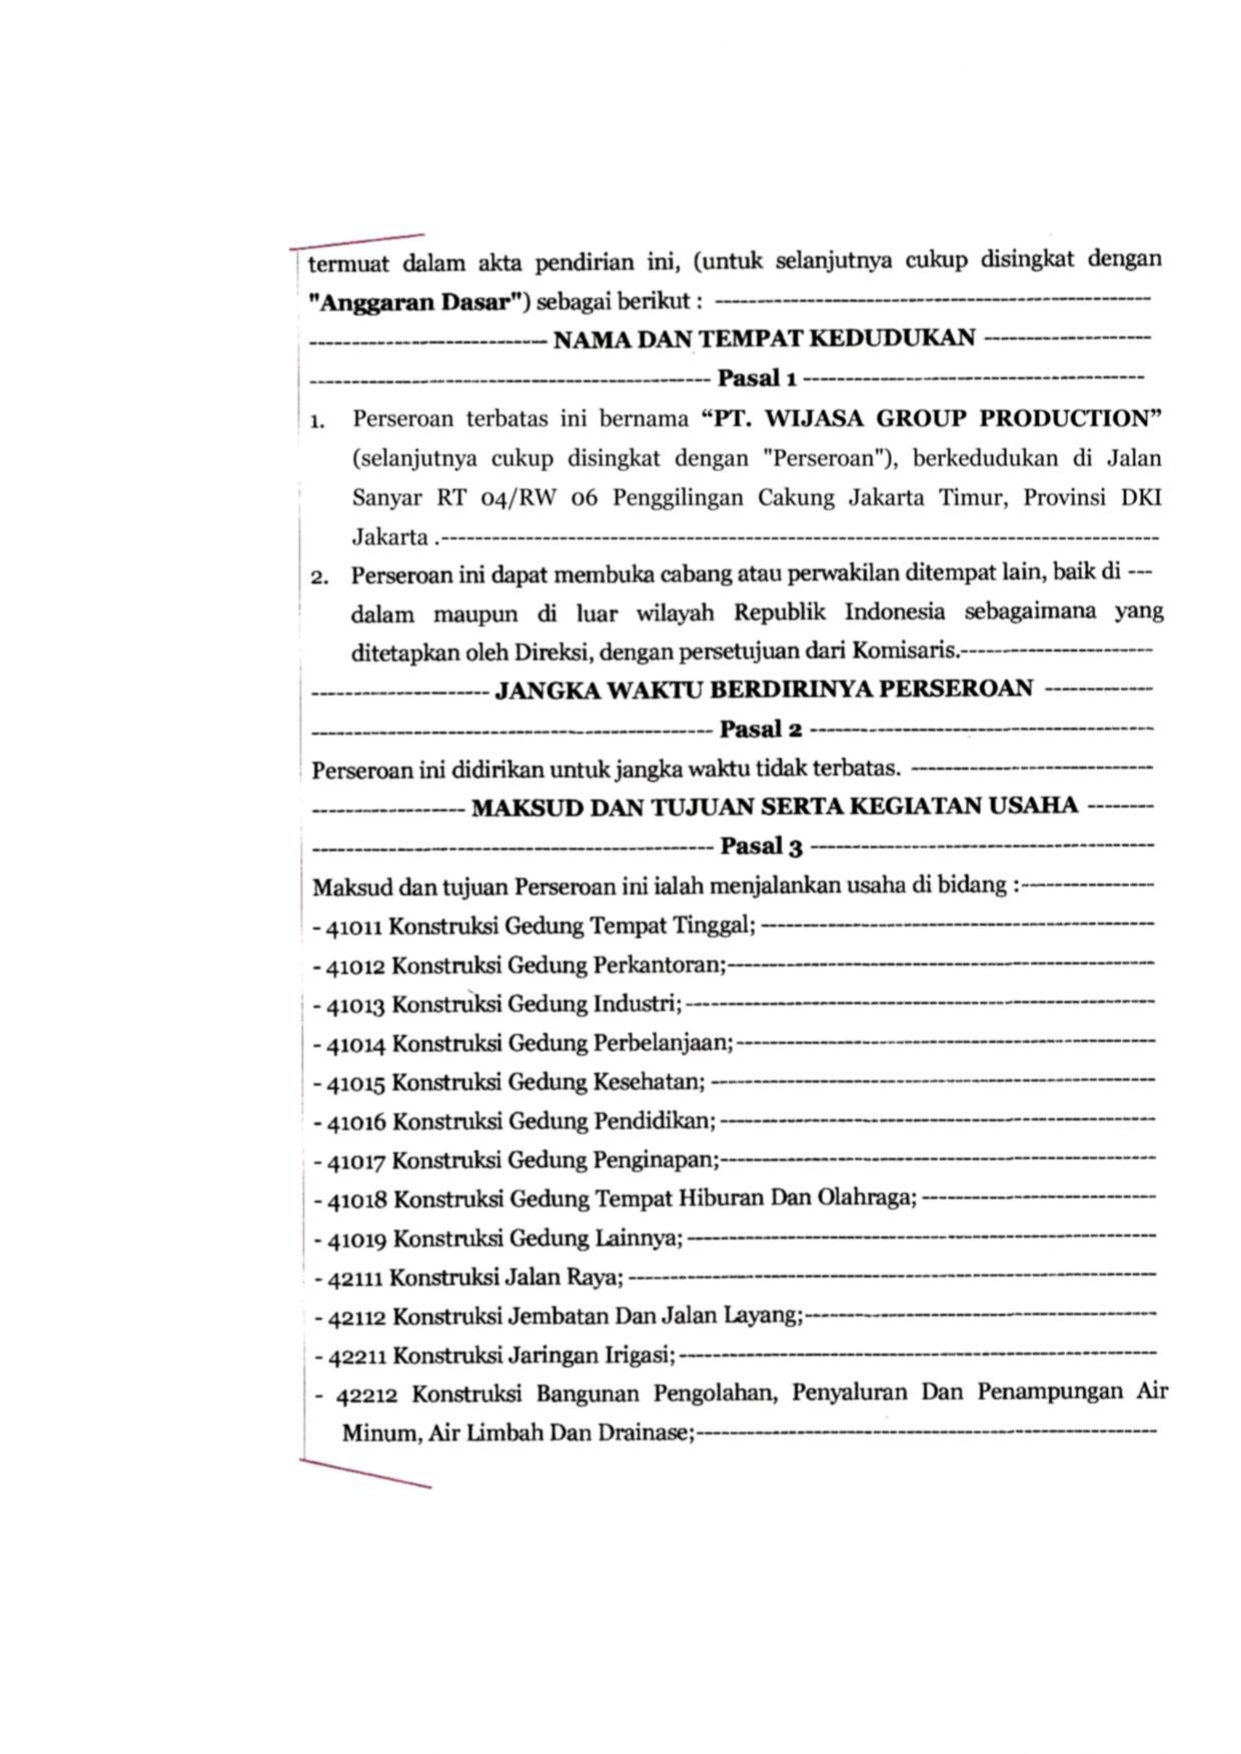 termuat dalam akta pendirian ini, (untuk selanjutnya cukup disingkat dengan
"Anggaran Dasar") sebagai berikut : ---------------------------------------------------
---------------------------- NAMA DAN TEMPAT KEDUDUKAN --------------------
----------------------------------------------- Pasal 1 ----------------------------------------
1. Perseroan terbatas ini bernama “PT. WIJASA GROUP PRODUCTION”
(selanjutnya cukup disingkat dengan "Perseroan"), berkedudukan di Jalan
Sanyar RT 04/RW 06 Penggilingan Cakung Jakarta Timur, Provinsi DKI
Jakarta .-------------------------------------------------------------------------------------
2. Perseroan ini dapat membuka cabang atau perwakilan ditempat lain, baik di ---
dalam maupun di luar wilayah Republik Indonesia sebagaimana yang
ditetapkan oleh Direksi, dengan persetujuan dari Komisaris.-----------------------
--------------------- JANGKA WAKTU BERDIRINYA PERSEROAN -------------
----------------------------------------------- Pasal 2 -----------------------------------------
Perseroan ini didirikan untuk jangka waktu tidak terbatas. -----------------------------
------------------ MAKSUD DAN TUJUAN SERTA KEGIATAN USAHA --------
----------------------------------------------- Pasal 3 -----------------------------------------
Maksud dan tujuan Perseroan ini ialah menjalankan usaha di bidang :----------------
- 41011 Konstruksi Gedung Tempat Tinggal; -----------------------------------------------
- 41012 Konstruksi Gedung Perkantoran;---------------------------------------------------
- 41013 Konstruksi Gedung Industri;--------------------------------------------------------
- 41014 Konstruksi Gedung Perbelanjaan;--------------------------------------------------
- 41015 Konstruksi Gedung Kesehatan; -----------------------------------------------------
- 41016 Konstruksi Gedung Pendidikan; ----------------------------------------------------
- 41017 Konstruksi Gedung Penginapan;----------------------------------------------------
- 41018 Konstruksi Gedung Tempat Hiburan Dan Olahraga; ----------------------------
- 41019 Konstruksi Gedung Lainnya;--------------------------------------------------------
- 42111 Konstruksi Jalan Raya; ---------------------------------------------------------------
- 42112 Konstruksi Jembatan Dan Jalan Layang;------------------------------------------
- 42211 Konstruksi Jaringan Irigasi;---------------------------------------------------------
- 42212 Konstruksi Bangunan Pengolahan, Penyaluran Dan Penampungan Air
Minum, Air Limbah Dan Drainase;-------------------------------------------------------